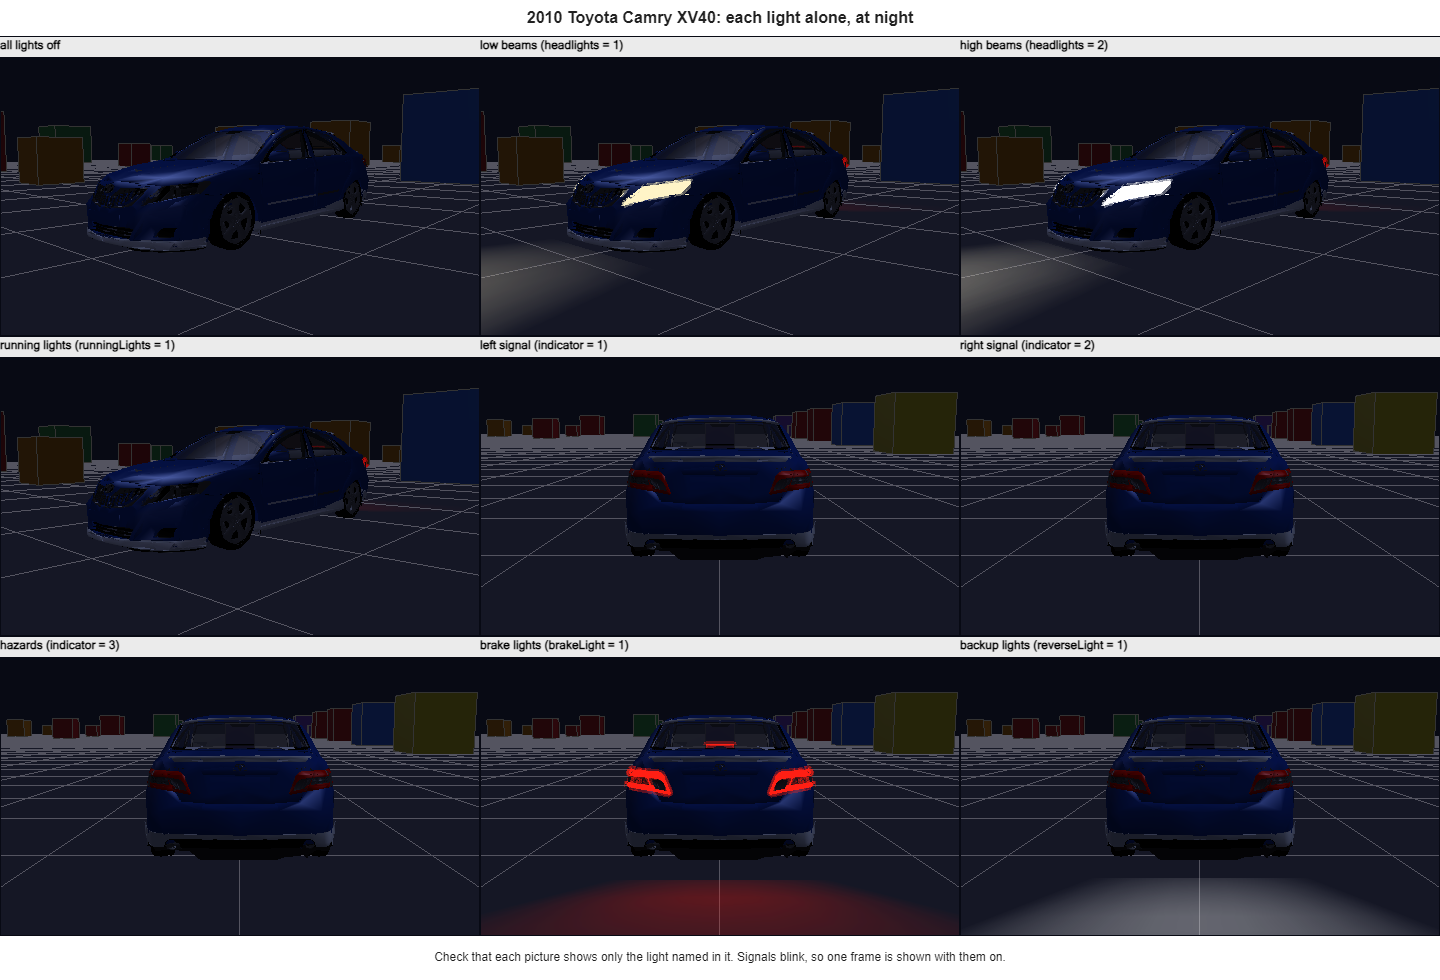 2010 Toyota Camry XV40: each light alone, at night
all lights off
low beams (headlights = 1)
high beams (headlights = 2)
running lights (runningLights = 1)
left signal (indicator = 1)
right signal (indicator = 2)
hazards (indicator = 3)
brake lights (brakeLight = 1)
backup lights (reverseLight = 1)
Check that each picture shows only the light named in it. Signals blink, so one frame is shown with them on.